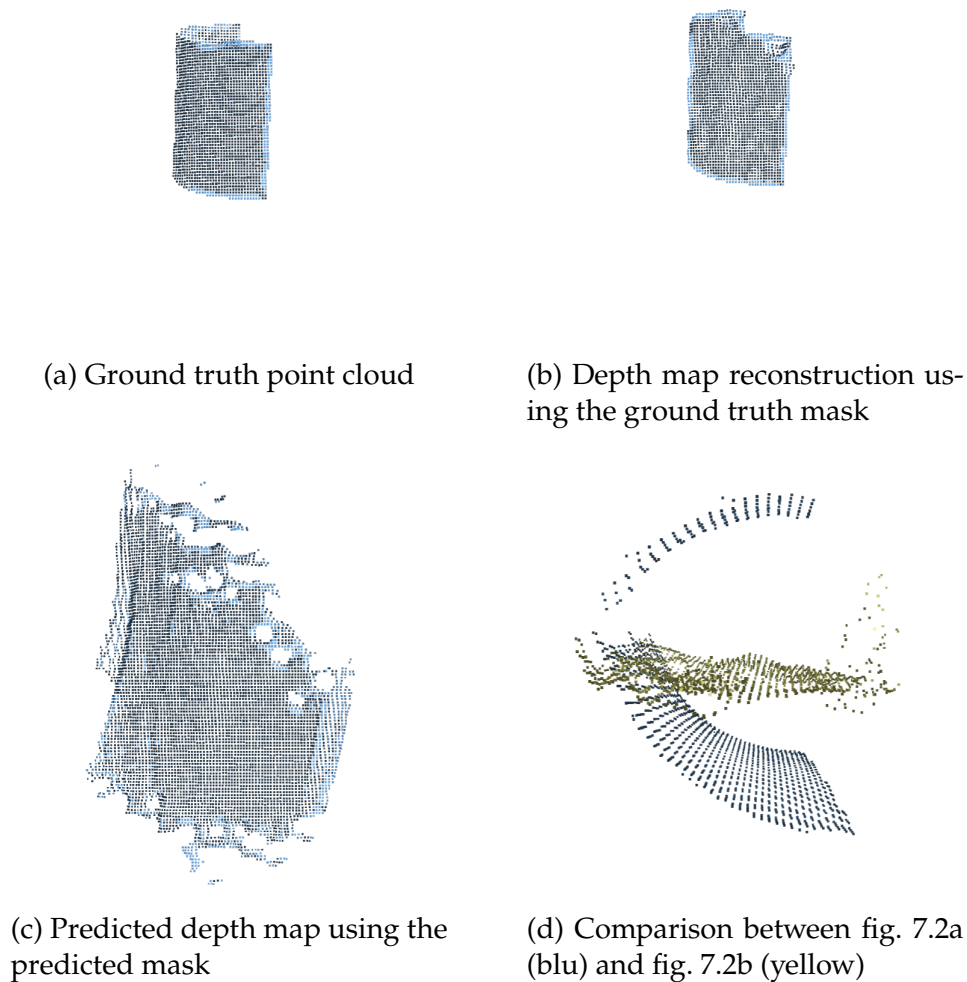 (a) Ground truth point cloud
(b) Depth map reconstruction us-
ing the ground truth mask
(c) Predicted depth map using the
predicted mask
(d) Comparison between fig. 7.2a
(blu) and fig. 7.2b (yellow)